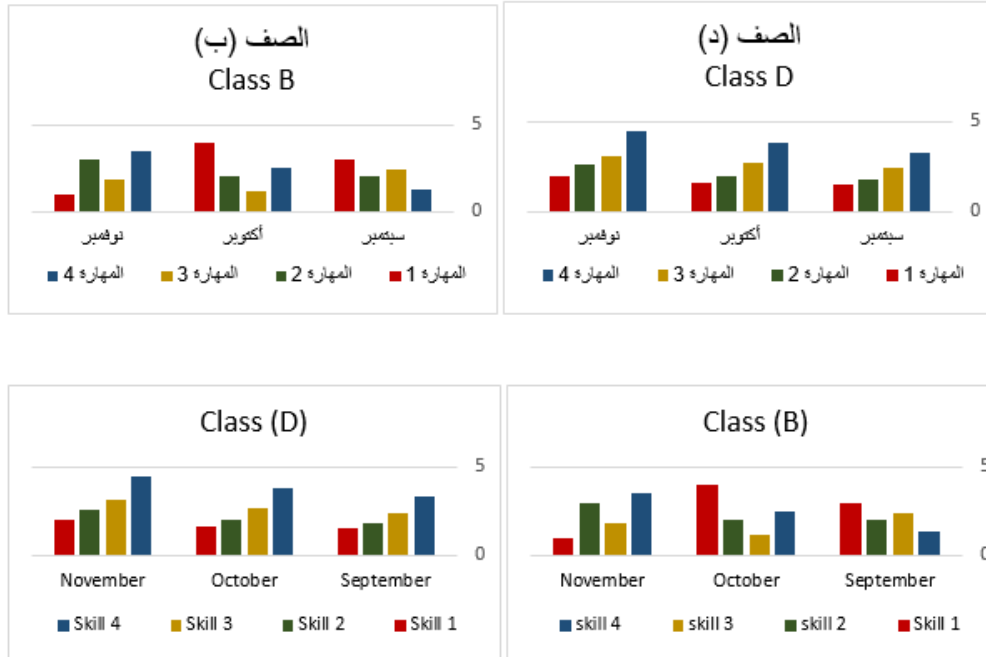 الصف (ب)
Class B
5
0
نوفمبر أكتوبر سبتمبر
المهارة 4 المهارة 3 المهارة 2 المهارة 1
الصف (د)
Class D
5
0
نوفمبر أكتوبر سبتمبر
المهارة 4 المهارة 3 المهارة 2 المهارة 1
Class (D)
5
0
November October September
Skill 4 Skill 3 Skill 2 Skill 1
Class (B)
5
0
November October September
skill 4 skill 3 skill 2 Skill 1